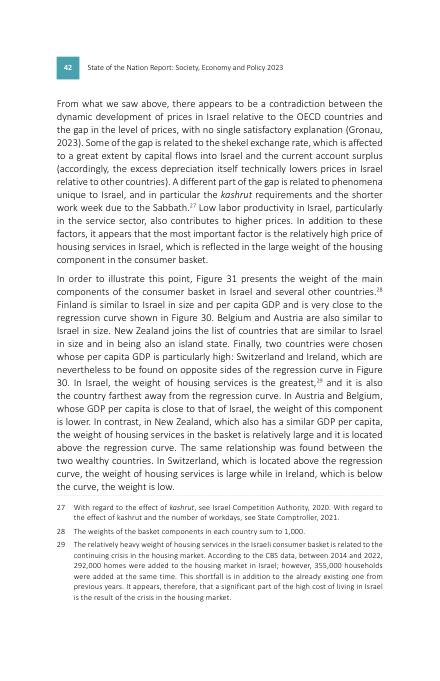 42
State of the Nation Report: Society, Economy and Policy 2023
From what we saw above, there appears to be a contradiction between the
dynamic development of prices in Israel relative to the OECD countries and
the gap in the level of prices, with no single satisfactory explanation (Gronau,
2023). Some of the gap is related to the shekel exchange rate, which is affected
to a great extent by capital flows into Israel and the current account surplus
(accordingly, the excess depreciation itself technically lowers prices in Israel
relative to other countries). A different part of the gap is related to phenomena
unique to Israel, and in particular the kashrut requirements and the shorter
work week due to the Sabbath.27 Low labor productivity in Israel, particularly
in the service sector, also contributes to higher prices. In addition to these
factors, it appears that the most important factor is the relatively high price of
housing services in Israel, which is reflected in the large weight of the housing
component in the consumer basket.
In order to illustrate this point, Figure 31 presents the weight of the main
components of the consumer basket in Israel and several other countries.28
Finland is similar to Israel in size and per capita GDP and is very close to the
regression curve shown in Figure 30. Belgium and Austria are also similar to
Israel in size. New Zealand joins the list of countries that are similar to Israel
in size and in being also an island state. Finally, two countries were chosen
whose per capita GDP is particularly high: Switzerland and Ireland, which are
nevertheless to be found on opposite sides of the regression curve in Figure
30. In Israel, the weight of housing services is the greatest,29 and it is also
the country farthest away from the regression curve. In Austria and Belgium,
whose GDP per capita is close to that of Israel, the weight of this component
is lower. In contrast, in New Zealand, which also has a similar GDP per capita,
the weight of housing services in the basket is relatively large and it is located
above the regression curve. The same relationship was found between the
two wealthy countries. In Switzerland, which is located above the regression
curve, the weight of housing services is large while in Ireland, which is below
the curve, the weight is low.
27 With regard to the effect of kashrut, see Israel Competition Authority, 2020. With regard to
the effect of kashrut and the number of workdays, see State Comptroller, 2021.
28 The weights of the basket components in each country sum to 1,000.
29 The relatively heavy weight of housing services in the Israeli consumer basket is related to the
continuing crisis in the housing market. According to the CBS data, between 2014 and 2022,
292,000 homes were added to the housing market in Israel; however, 355,000 households
were added at the same time. This shortfall is in addition to the already existing one from
previous years. It appears, therefore, that a significant part of the high cost of living in Israel
is the result of the crisis in the housing market.